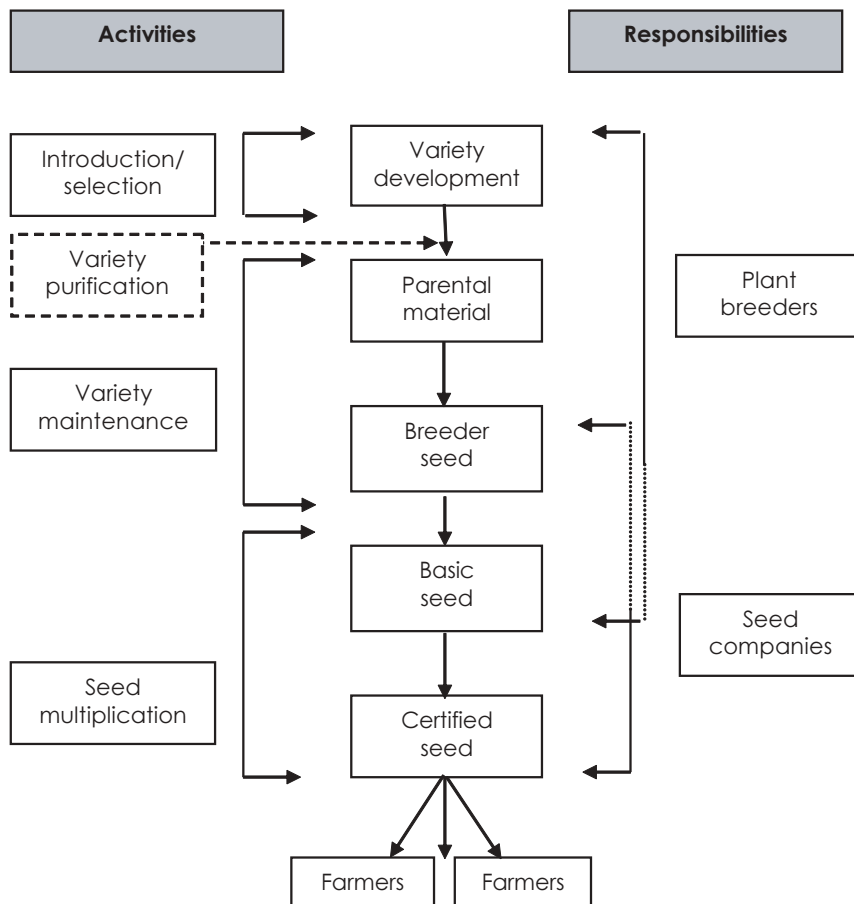 Activities
Responsibilities
Introduction/
selection
Variety
development
Variety
purification
Parental
material
Plant
breeders
Variety
maintenance
Breeder
seed
Basic
seed
Seed
companies
Seed
multiplication
Certified
seed
Farmers
Farmers